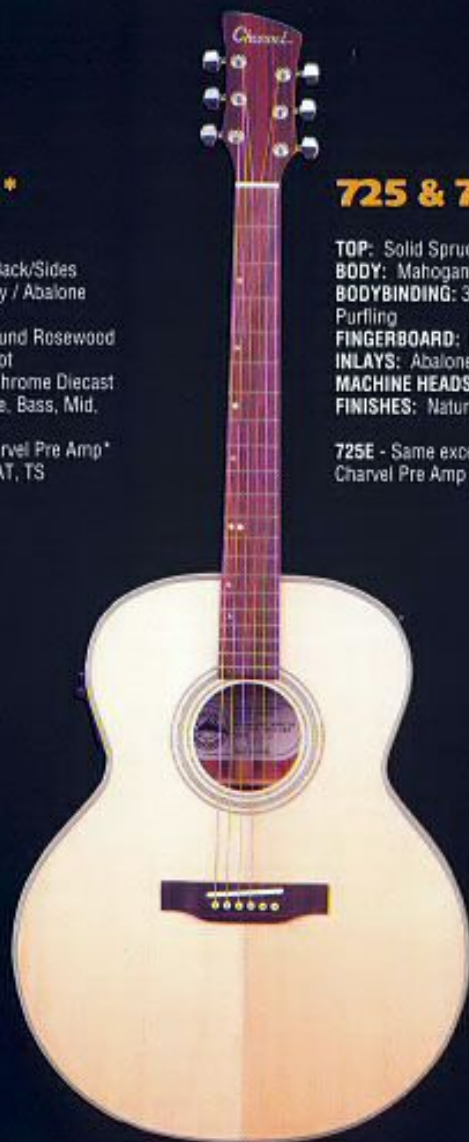 Charvel
*
Back/Sides
y / Abalone
und Rosewood
ot
hrome Diecast
e, Bass, Mid,
rvel Pre Amp*
AT, TS
725 & 7
TOP: Solid Spruc
BODY: Mahogan
BODYBINDING: 3
Purfling
FINGERBOARD:
INLAYS: Abalone
MACHINE HEADS
FINISHES: Natur
725E - Same exce
Charvel Pre Amp